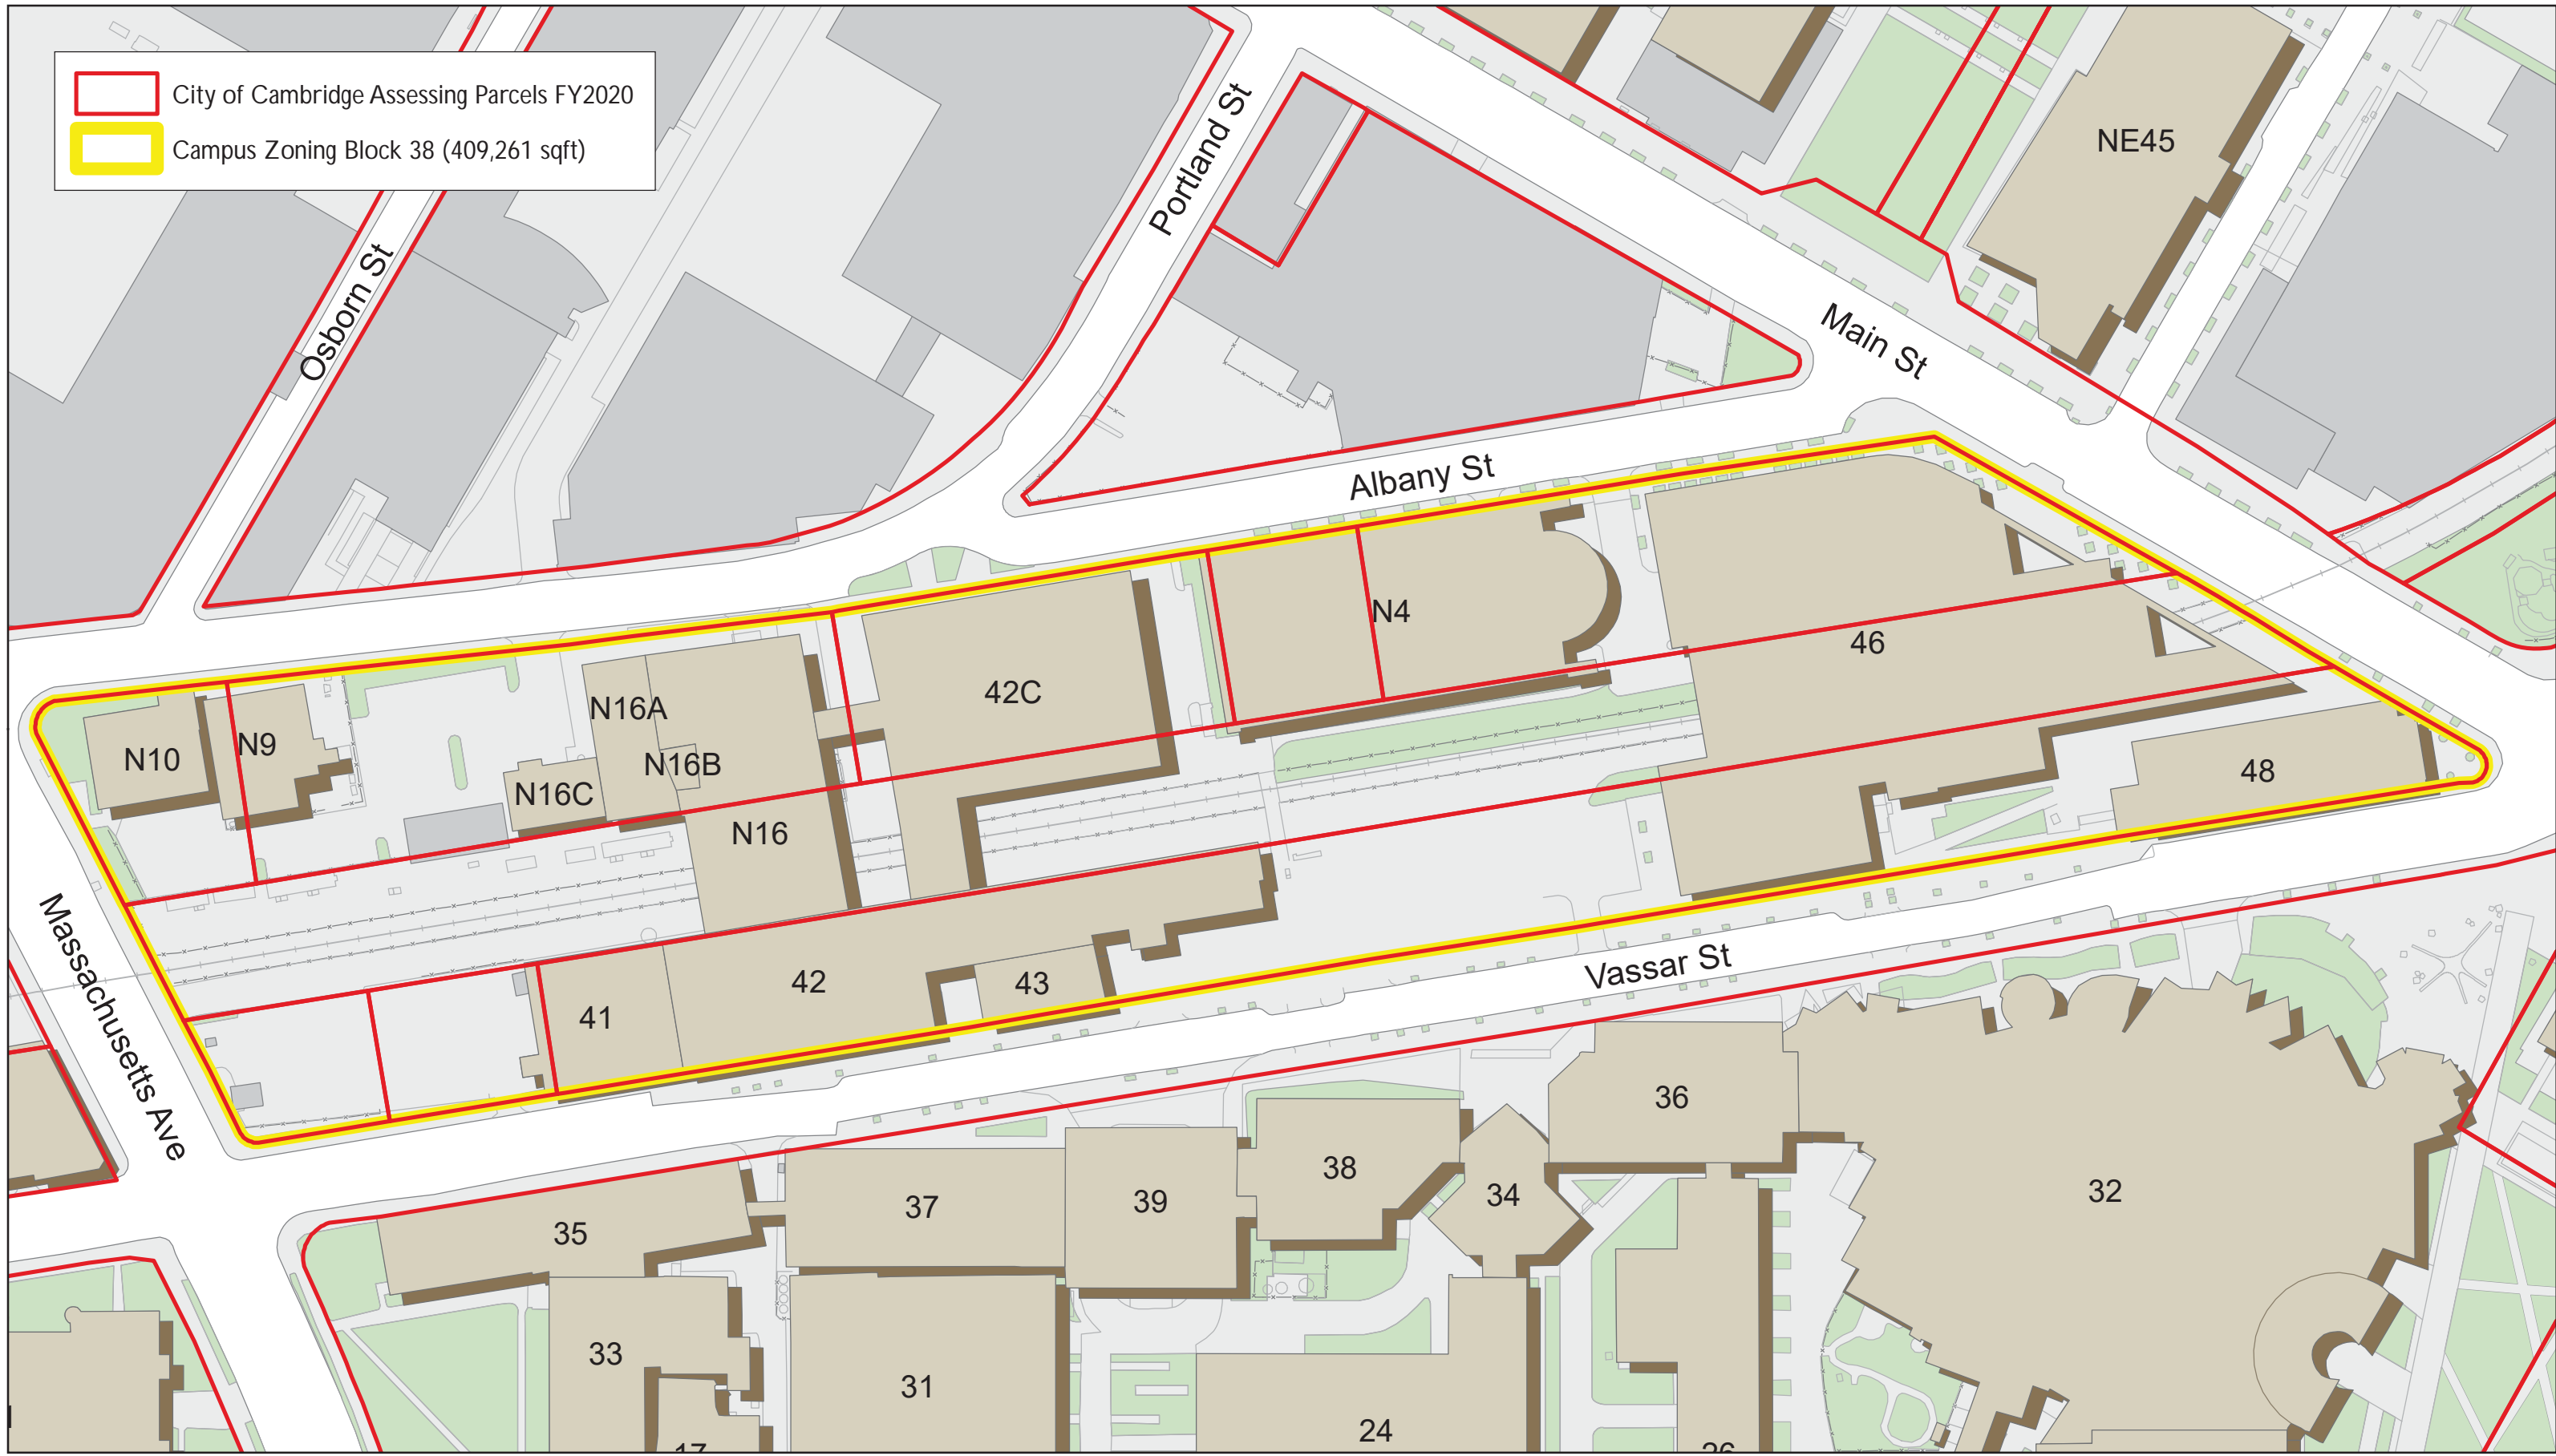 City of Cambridge Assessing Parcels FY2020
Campus Zoning Block 38 (409,261 sqft)
Osborn St
Portland St
Main St
NE45
Albany St
N4
46
42C
N16A
N16B
N16C
N16
N10
N9
48
Massachusetts Ave
41
42
43
Vassar St
36
38
34
32
35
37
39
33
31
24